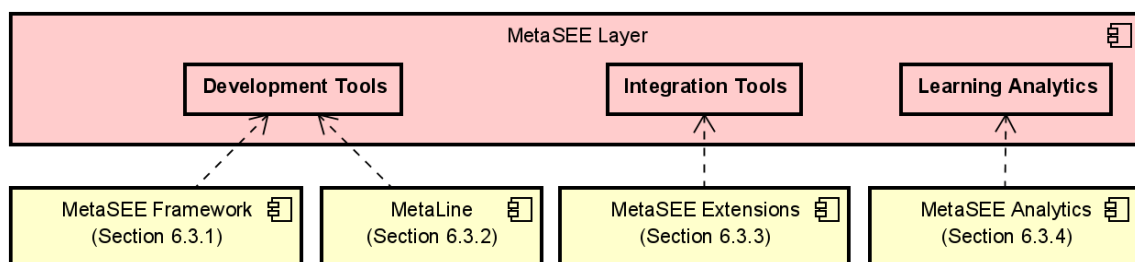 MetaSEE Layer
Development Tools
Integration Tools
Learning Analytics
MetaSEE Framework
(Section 6.3.1)
MetaLine
(Section 6.3.2)
MetaSEE Extensions
(Section 6.3.3)
MetaSEE Analytics
(Section 6.3.4)